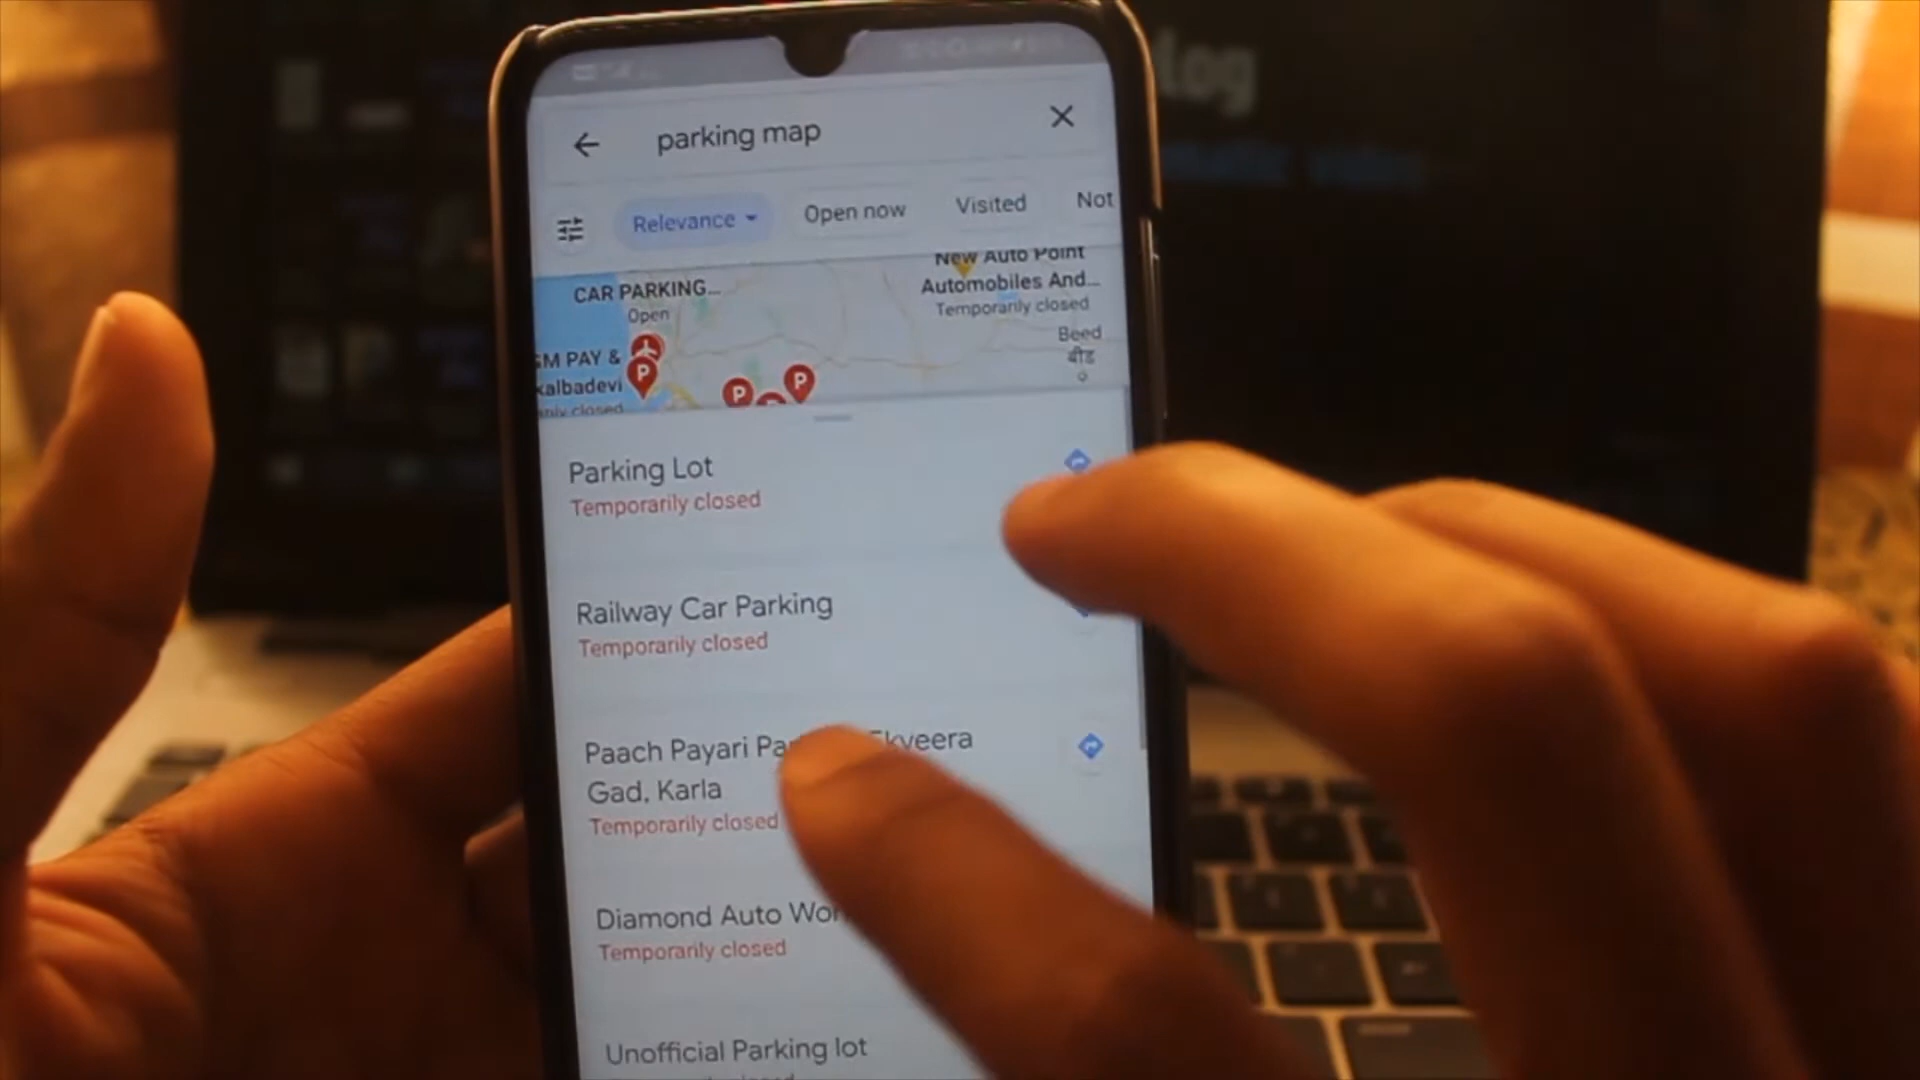 log
parking map
Relevance
Open now
Visited
Not
New Auto Point
Automobiles And...
Temporarily closed
CAR PARKING...
Open
Beed
बीड
PAY &
kalbadevi
closed
Parking Lot
Temporarily closed
Railway Car Parking
Temporarily closed
Paach Payari Ekveera
Gad, Karla
Temporarily closed
Diamond Auto
Temporarily closed
Unofficial Parking lot